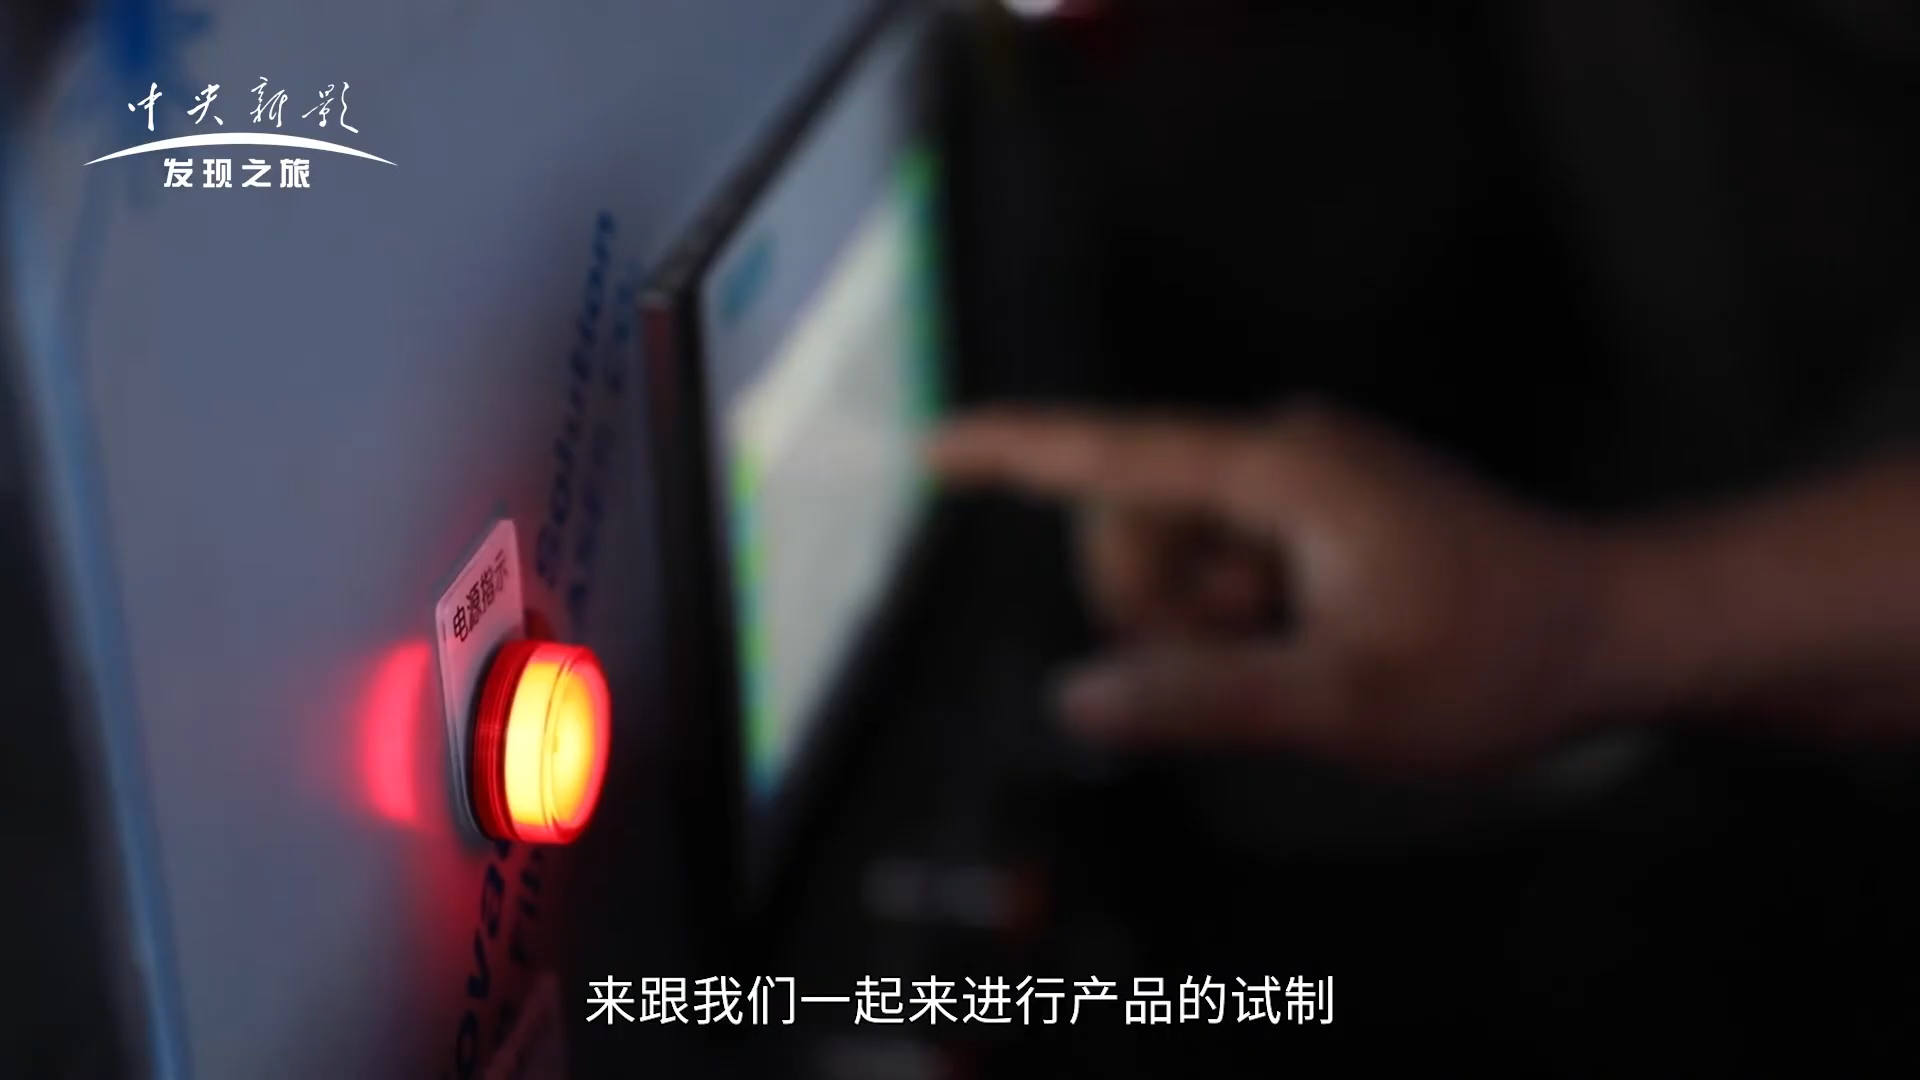 中央新影
发现之旅
Solution
电源指示
来跟我们一起来进行产品的试制